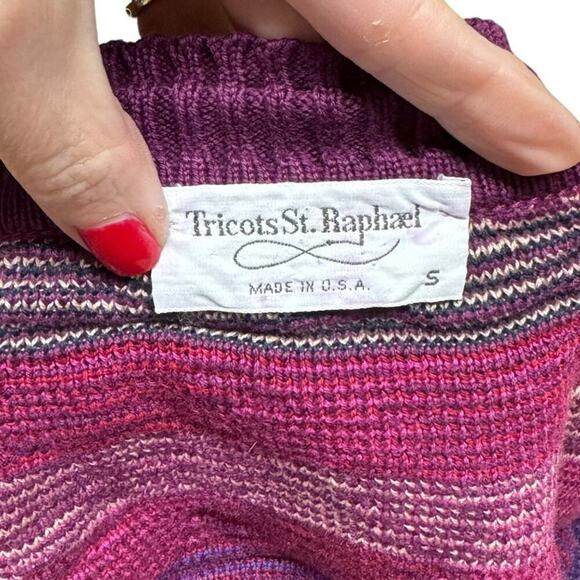 Tricots St. Raphael
MADE IN U.S.A.
S